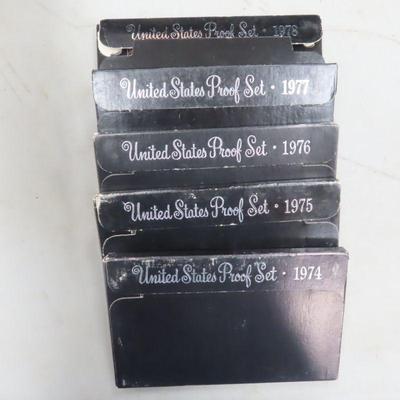 United States Proof Set · 1978
United States Proof Set · 1977
United States Proof Set · 1976
United States Proof Set · 1975
United States Proof Set · 1974